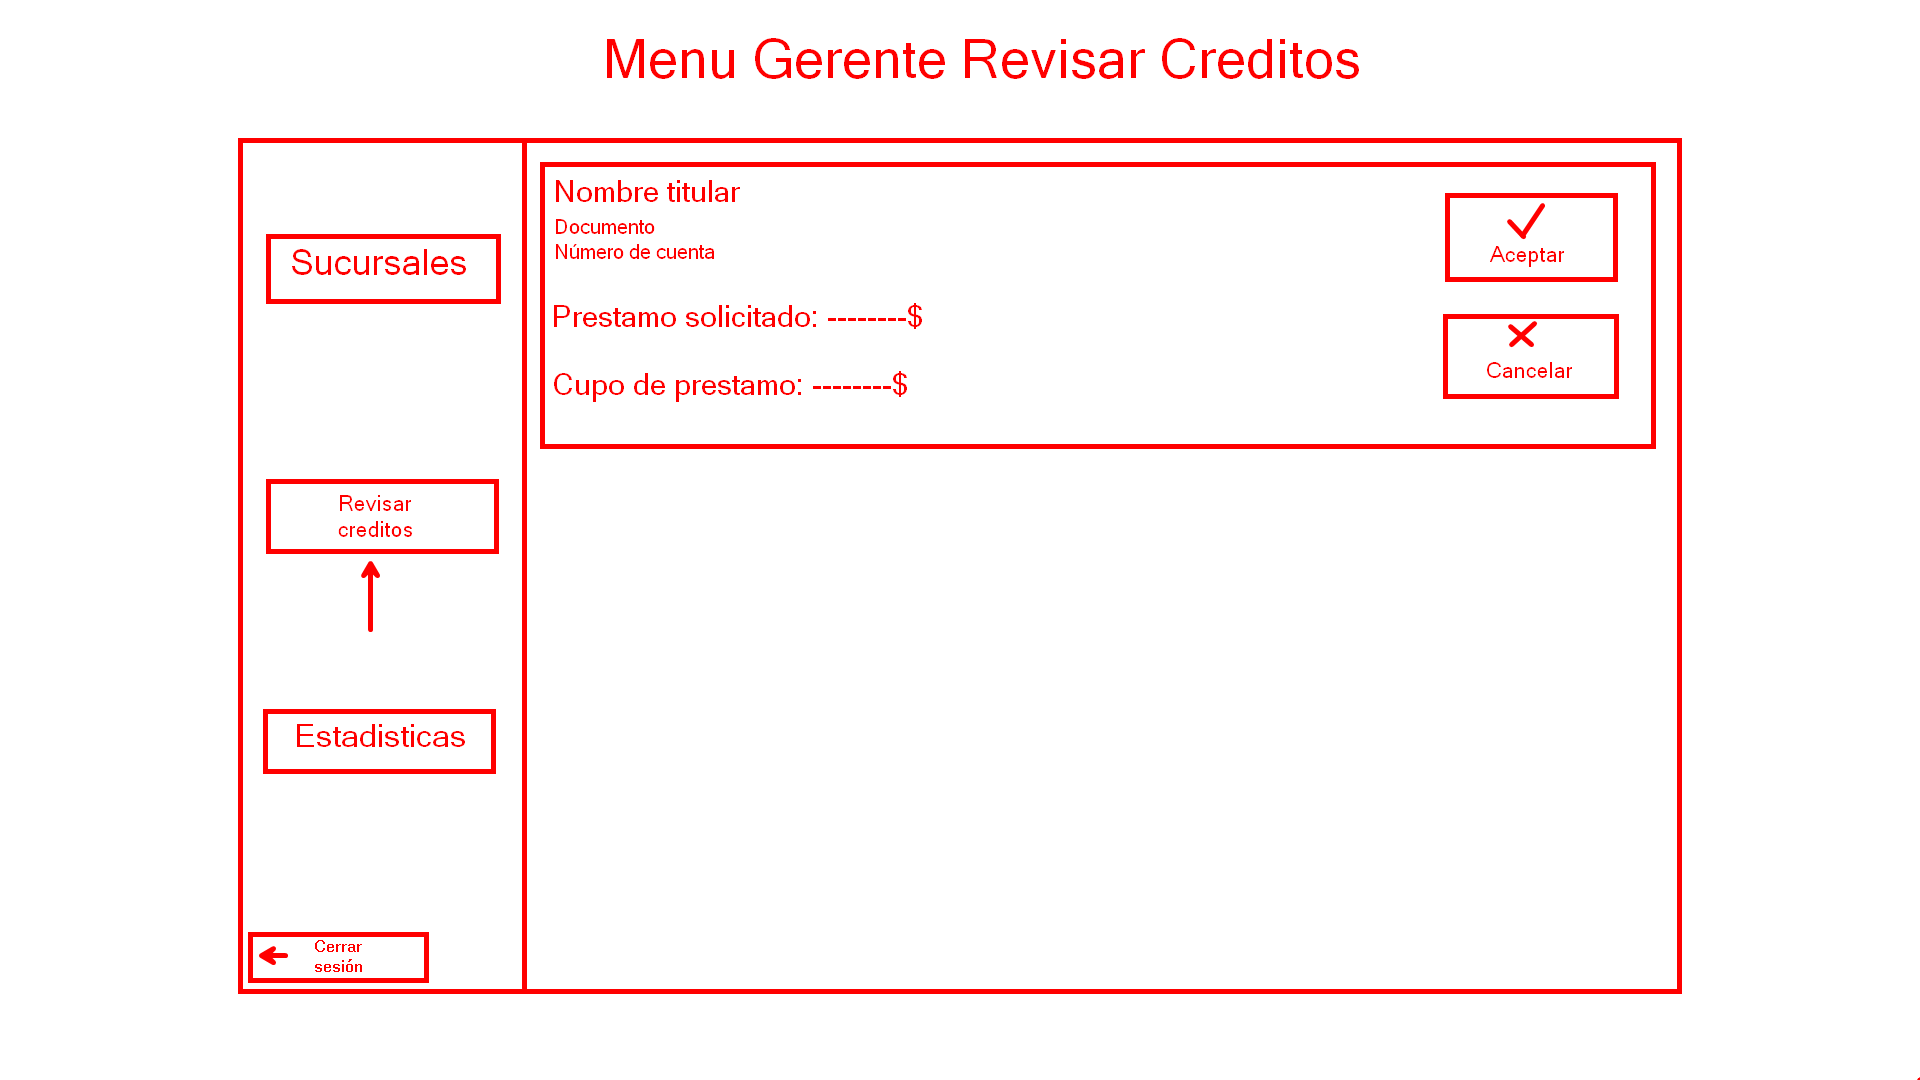 Menu Gerente Revisar Creditos
Sucursales
Revisar
creditos
Estadisticas
Cerrar
sesión
Nombre titular
Documento
Número de cuenta
Prestamo solicitado: --------$
Cupo de prestamo: --------$
Aceptar
Cancelar